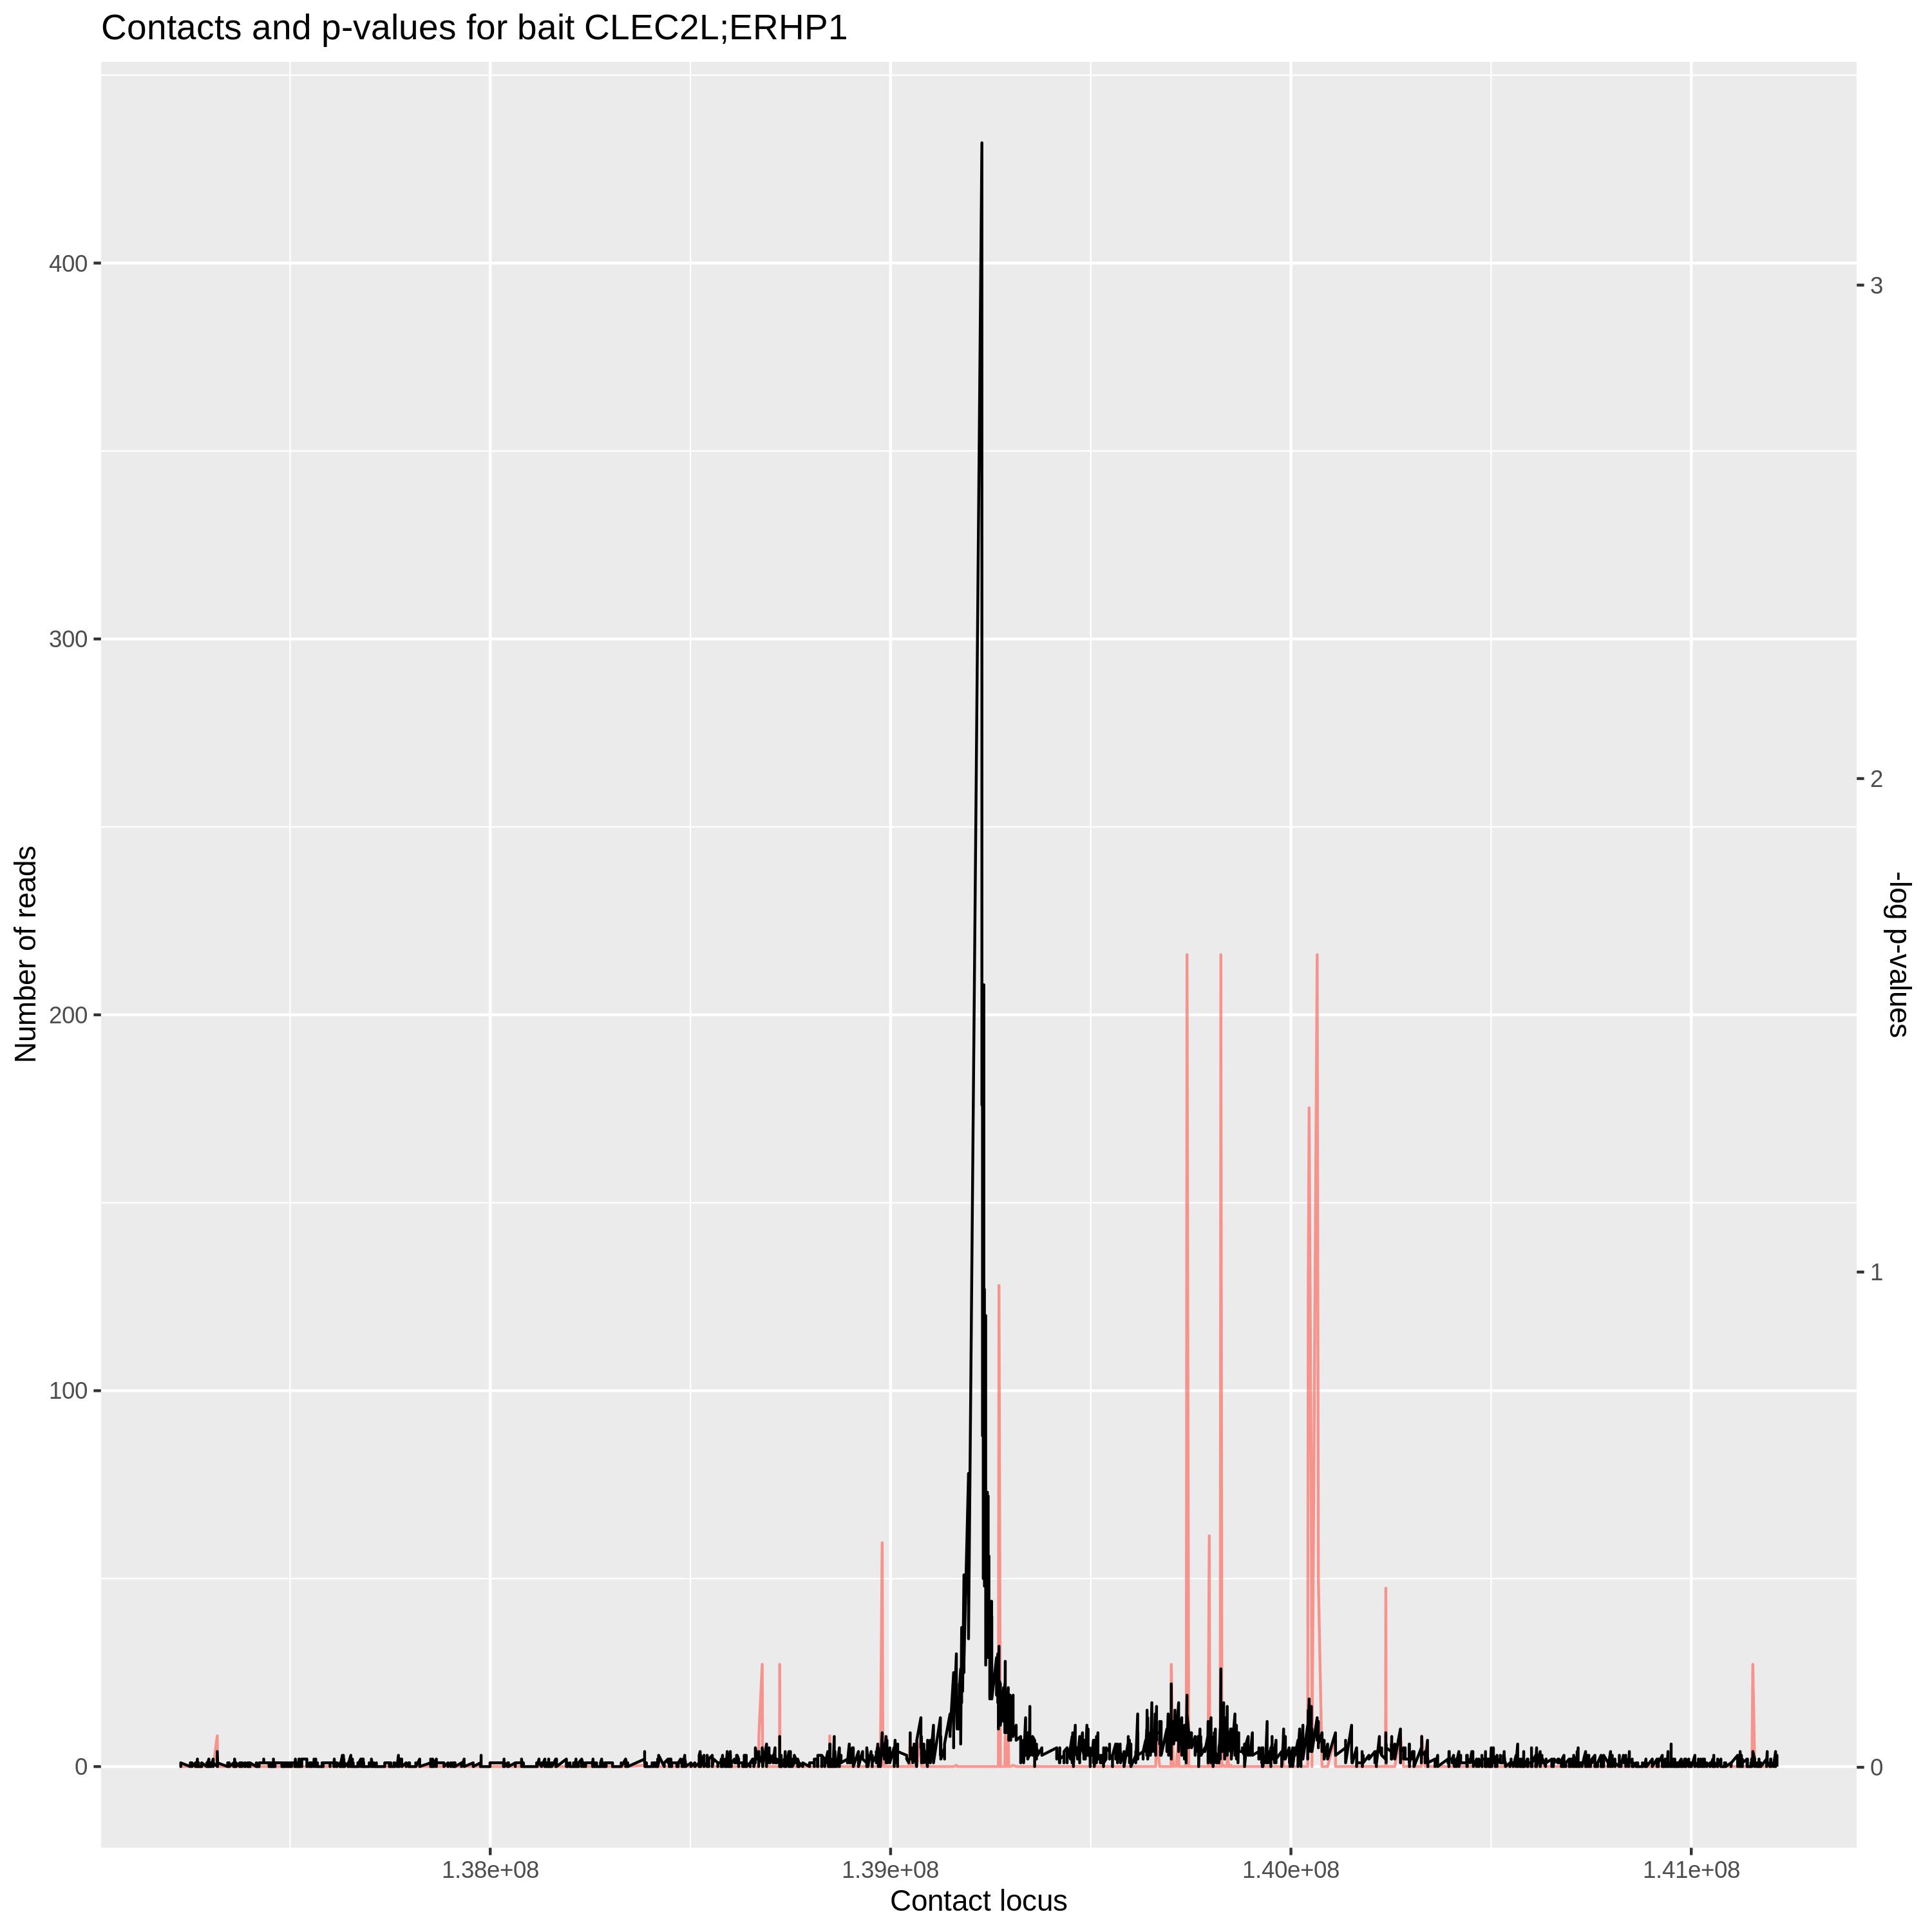 Contacts and p-values for bait CLEC2L;ERHP1
400
300
200
100
0
Number of reads
3
2
1
0
-log p-values
1.38e+08
1.39e+08
1.40e+08
1.41e+08
Contact locus